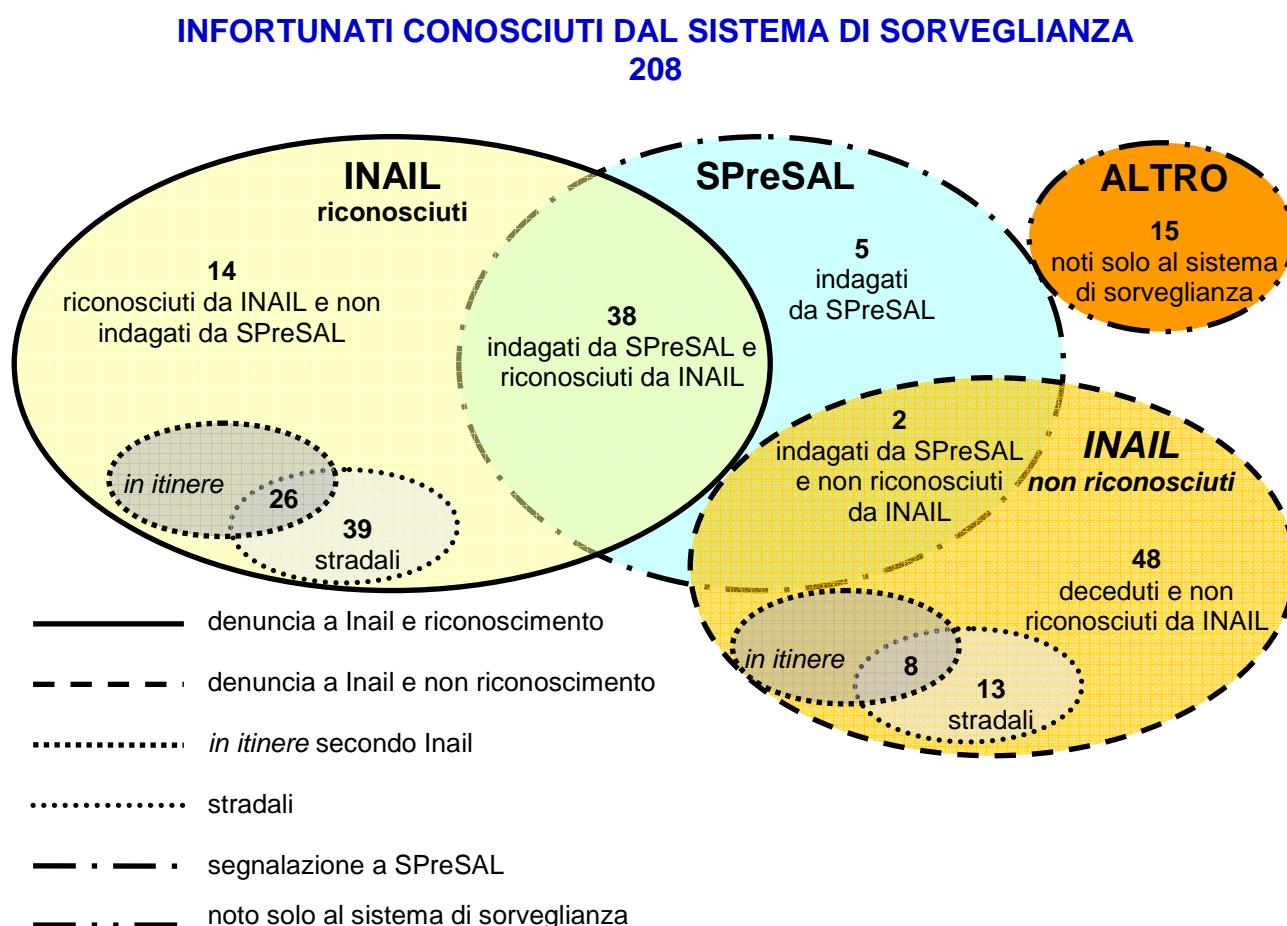 INFORTUNATI CONOSCIUTI DAL SISTEMA DI SORVEGLIANZA
208
INAIL
riconosciuti
14
riconosciuti da INAIL e non
indagati da SPreSAL
38
indagati da SPreSAL e
riconosciuti da INAIL
in itinere
26
39
stradali
SPreSAL
5
indagati
da SPreSAL
ALTRO
15
noti solo al sistema
di sorveglianza
2
indagati da SPreSAL
e non riconosciuti
da INAIL
INAIL
non riconosciuti
48
deceduti e non
riconosciuti da INAIL
in itinere
8
13
stradali
denuncia a Inail e riconoscimento
denuncia a Inail e non riconoscimento
in itinere secondo Inail
stradali
segnalazione a SPreSAL
noto solo al sistema di sorveglianza